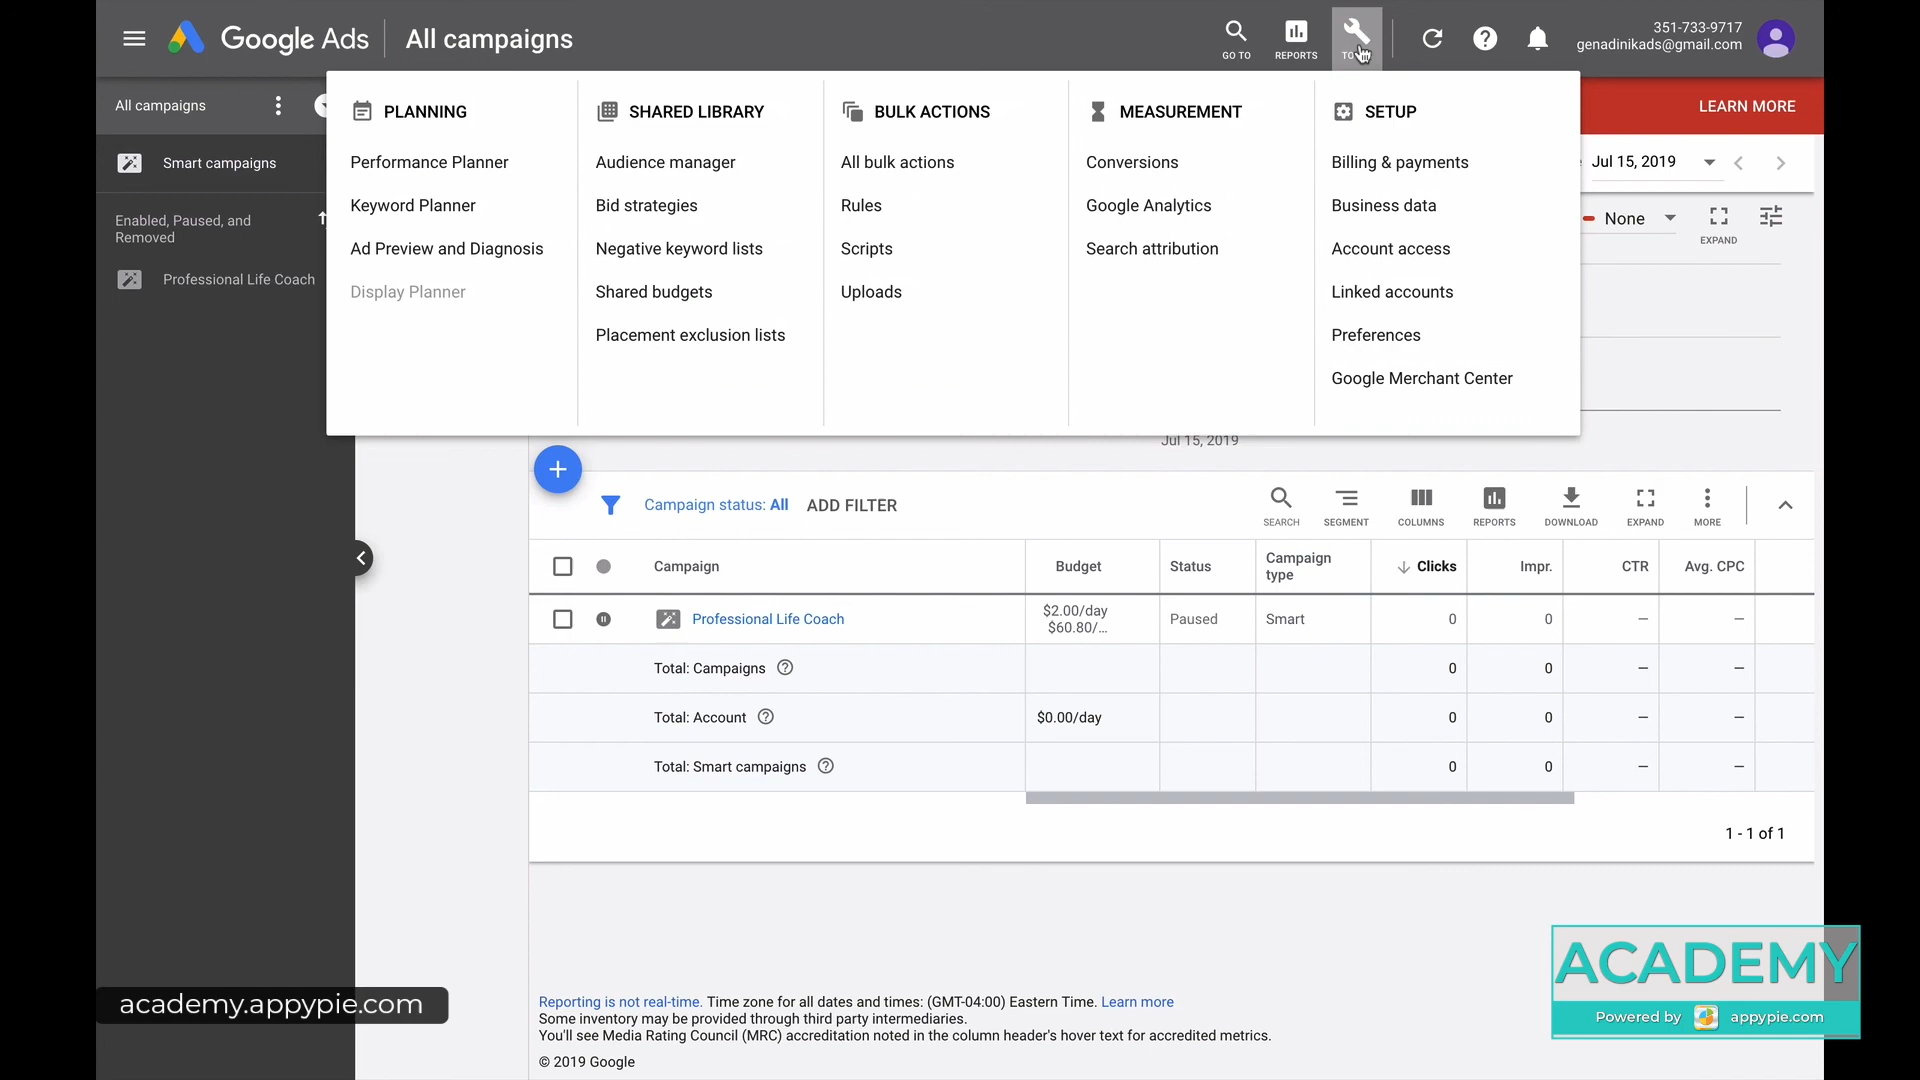 Google Ads
All campaigns
GO TO
REPORTS
351-733-9717
genadinikads@gmail.com
All campaigns
LEARN MORE
Smart campaigns
Enabled, Paused, and
Removed
Professional Life Coach
PLANNING
Performance Planner
Keyword Planner
Ad Preview and Diagnosis
Display Planner
SHARED LIBRARY
Audience manager
Bid strategies
Negative keyword lists
Shared budgets
Placement exclusion lists
BULK ACTIONS
All bulk actions
Rules
Scripts
Uploads
MEASUREMENT
Conversions
Google Analytics
Search attribution
SETUP
Billing & payments
Business data
Account access
Linked accounts
Preferences
Google Merchant Center
Jul 15, 2019
None
EXPAND
Jul 15, 2019
Campaign status: All
ADD FILTER
SEARCH
SEGMENT
COLUMNS
REPORTS
DOWNLOAD
EXPAND
MORE
Campaign
Budget
Status
Campaign
type
Clicks
Impr.
CTR
Avg. CPC
Professional Life Coach
$2.00/day
$60.80/...
Paused
Smart
0
0
—
—
Total: Campaigns
0
0
—
—
Total: Account
$0.00/day
0
0
—
—
Total: Smart campaigns
0
0
—
—
1 - 1 of 1
Reporting is not real-time. Time zone for all dates and times: (GMT-04:00) Eastern Time. Learn more
Some inventory may be provided through third party intermediaries.
You'll see Media Rating Council (MRC) accreditation noted in the column header's hover text for accredited metrics.
© 2019 Google
academy.appypie.com
ACADEMY
Powered by appypie.com